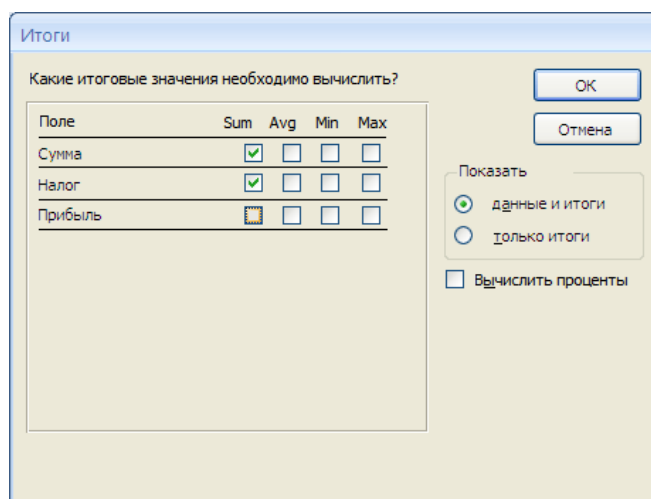 Итоги
Какие итоговые значения необходимо вычислить?
Поле Sum Avg Min Max
Сумма
Налог
Прибыль
ОК
Отмена
Показать
данные и итоги
только итоги
Вычислить проценты